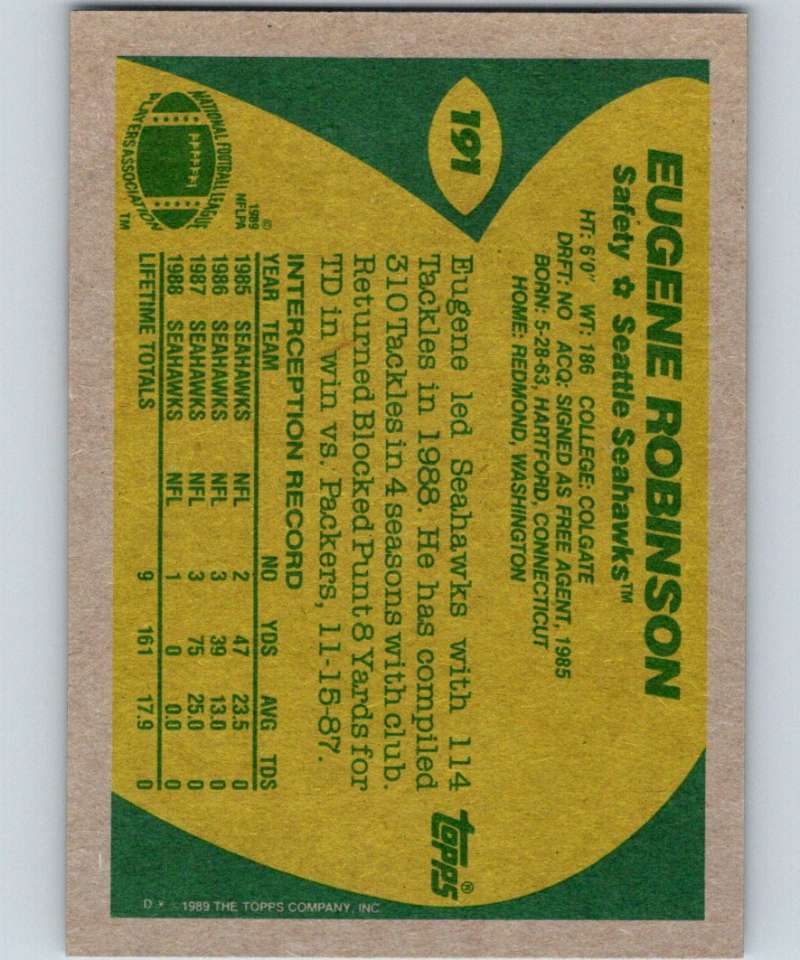 191
EUGENE ROBINSON
Safety ✿ Seattle Seahawks™
HT: 6'0" WT: 186 COLLEGE: COLGATE
DRFT: NO ACQ: SIGNED AS FREE AGENT, 1985
BORN: 5-28-63, HARTFORD, CONNECTICUT
HOME: REDMOND, WASHINGTON
Eugene led Seahawks with 114
Tackles in 1988. He has compiled
310 Tackles in 4 seasons with club.
Returned Blocked Punt 8 Yards for
TD in win vs. Packers, 11-15-87.
INTERCEPTION RECORD
YEAR TEAM NO YDS AVG TDS
1985 SEAHAWKS NFL 2 47 23.5 0
1986 SEAHAWKS NFL 3 39 13.0 0
1987 SEAHAWKS NFL 3 75 25.0 0
1988 SEAHAWKS NFL 1 0 0.0 0
LIFETIME TOTALS 9 161 17.9 0
NATIONAL FOOTBALL LEAGUE
PLAYERS ASSOCIATION
™
©
1989
NFLPA
topps®
D * 1989 THE TOPPS COMPANY, INC.